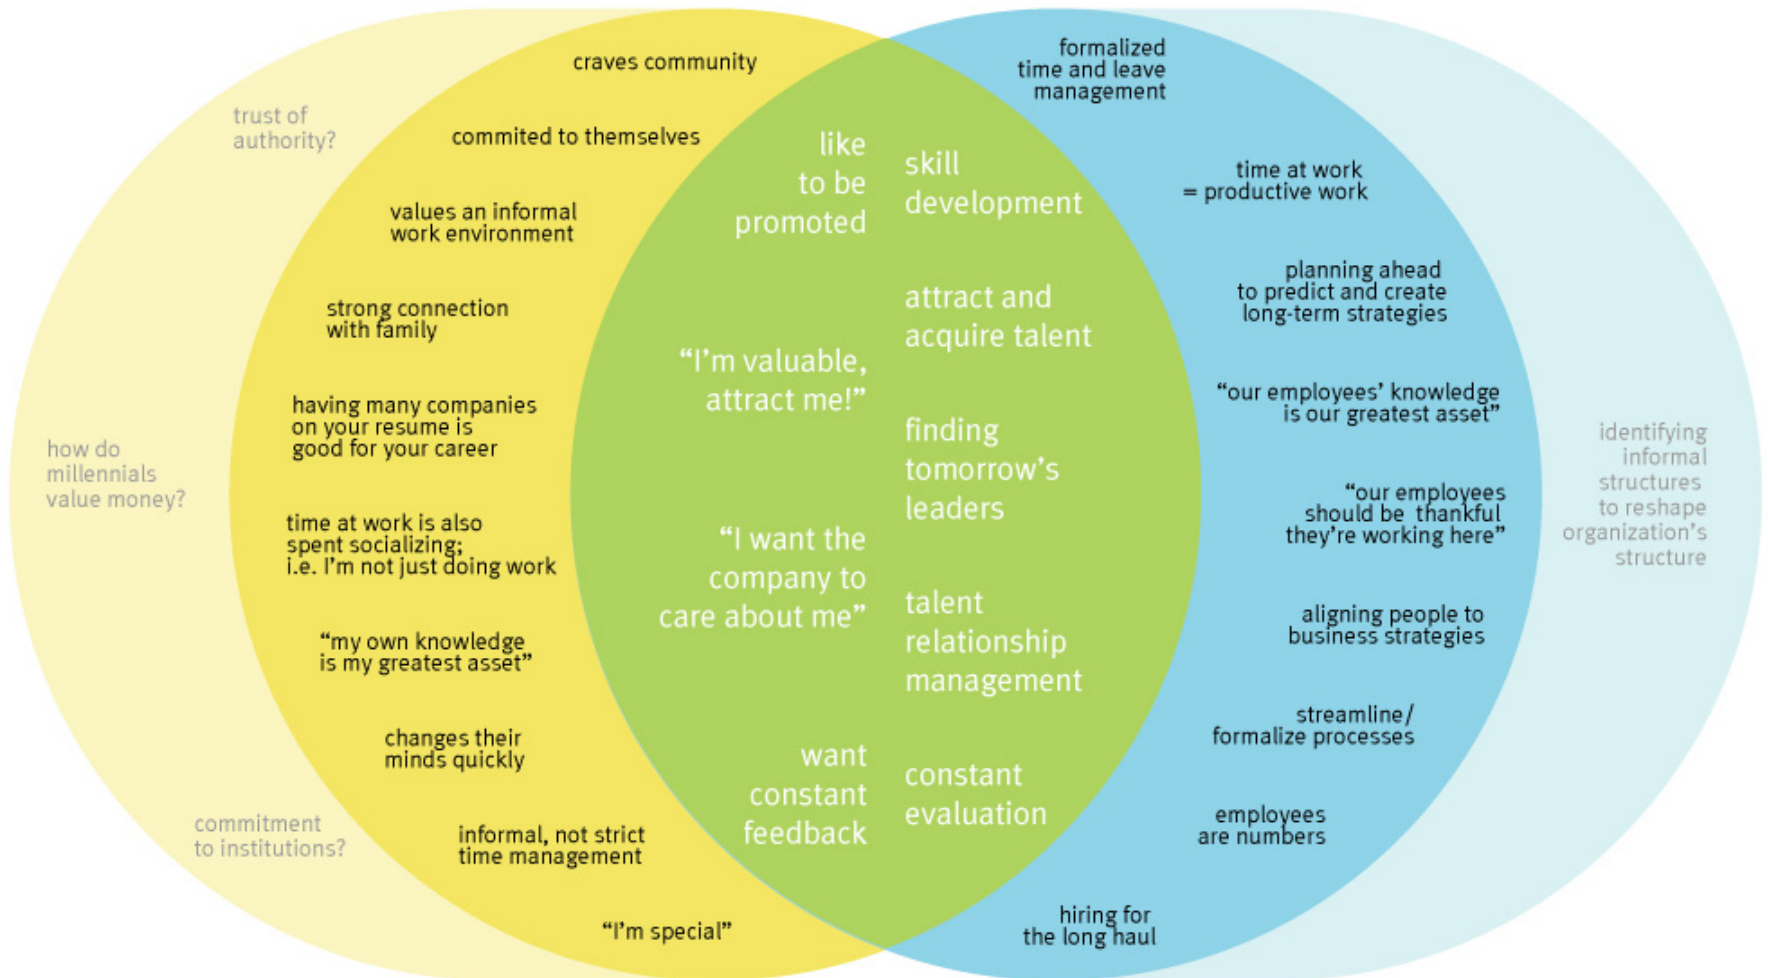 trust of
authority?
how do
millennials
value money?
commitment
to institutions?
craves community
commited to themselves
values an informal
work environment
strong connection
with family
having many companies
on your resume is
good for your career
time at work is also
spent socializing;
i.e. I'm not just doing work
“my own knowledge
is my greatest asset”
changes their
minds quickly
informal, not strict
time management
“I'm special”
like
to be
promoted
“I'm valuable,
attract me!”
“I want the
company to
care about me”
want
constant
feedback
skill
development
attract and
acquire talent
finding
tomorrow's
leaders
talent
relationship
management
constant
evaluation
formalized
time and leave
management
time at work
= productive work
planning ahead
to predict and create
long-term strategies
“our employees' knowledge
is our greatest asset”
“our employees
should be thankful
they're working here”
aligning people to
business strategies
streamline/
formalize processes
employees
are numbers
hiring for
the long haul
identifying
informal
structures
to reshape
organization's
structure